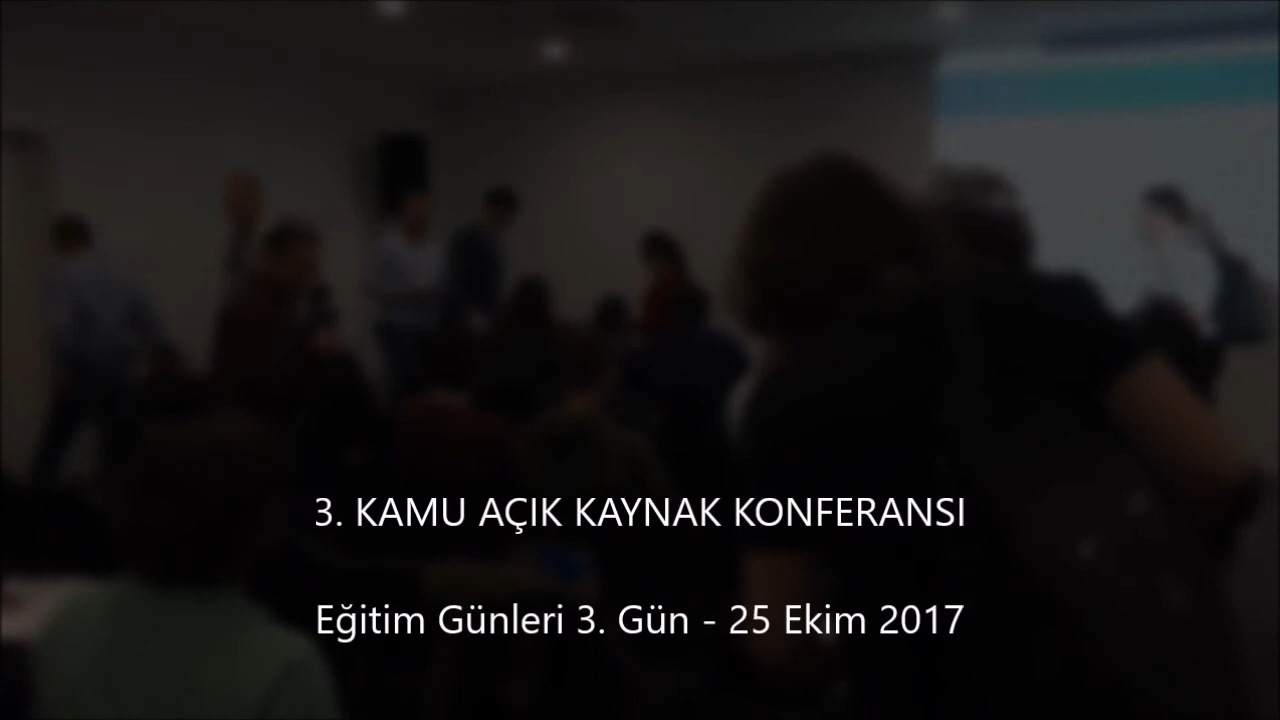 3. KAMU AÇIK KAYNAK KONFERANSI
Eğitim Günleri 3. Gün - 25 Ekim 2017